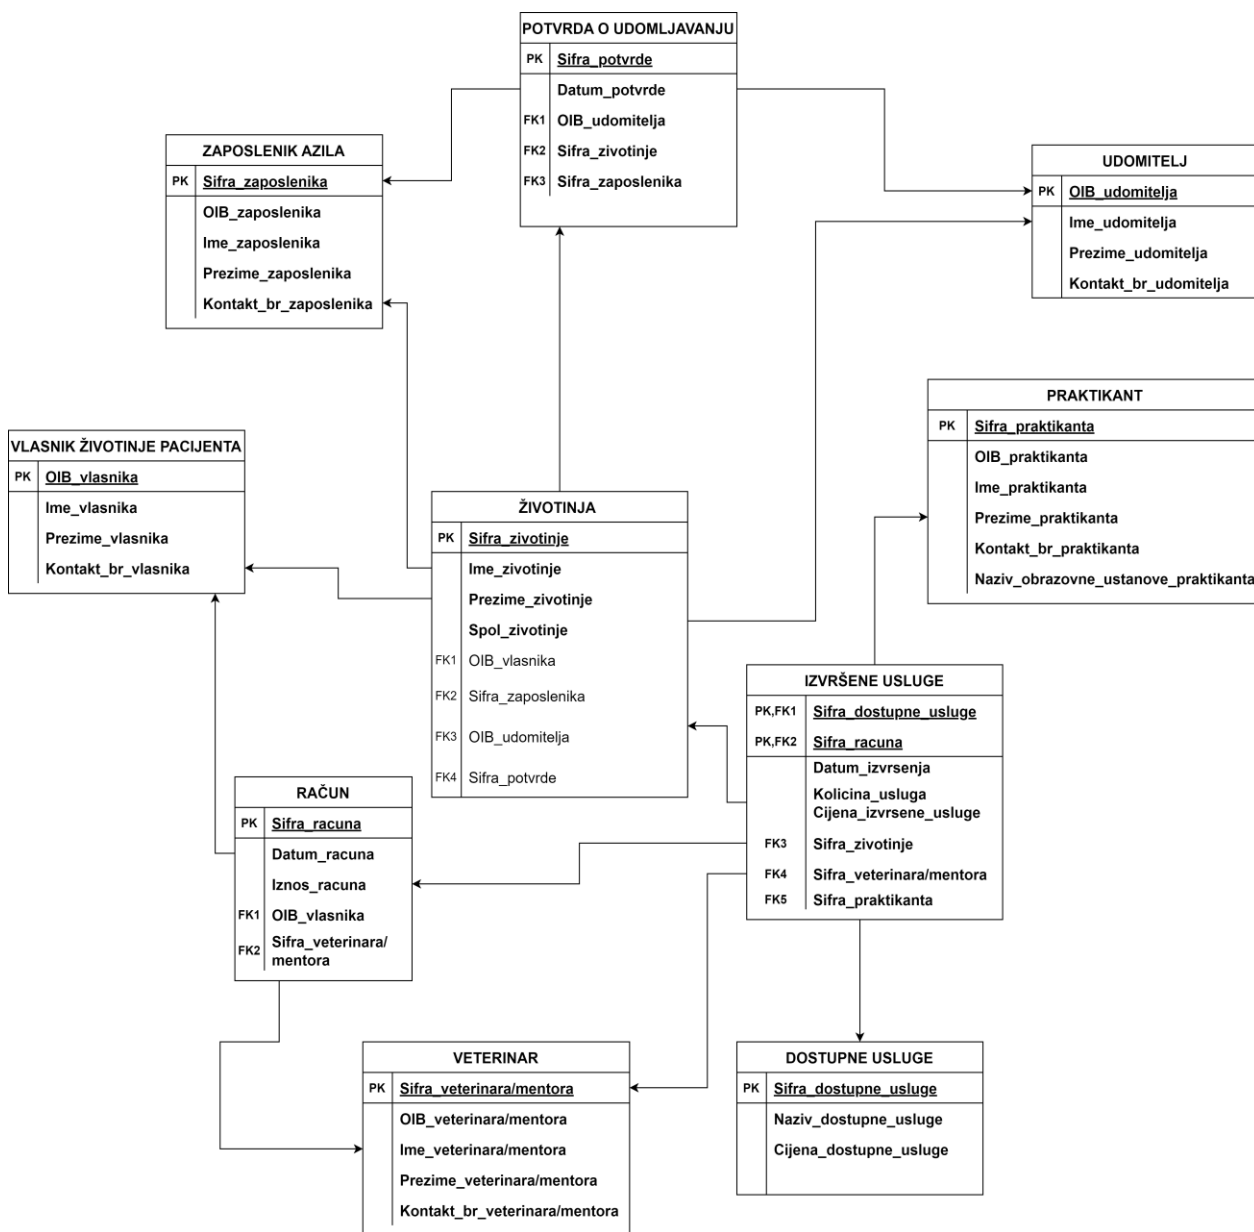 POTVRDA O UDOMLJAVANJU
PK Sifra_potvrde
Datum_potvrde
FK1 OIB_udomitelja
FK2 Sifra_zivotinje
FK3 Sifra_zaposlenika
ZAPOSLENIK AZILA
PK Sifra_zaposlenika
OIB_zaposlenika
Ime_zaposlenika
Prezime_zaposlenika
Kontakt_br_zaposlenika
UDOMITELJ
PK OIB_udomitelja
Ime_udomitelja
Prezime_udomitelja
Kontakt_br_udomitelja
PRAKTIKANT
PK Sifra_praktikanta
OIB_praktikanta
Ime_praktikanta
Prezime_praktikanta
Kontakt_br_praktikanta
Naziv_obrazovne_ustanove_praktikanta
VLASNIK ŽIVOTINJE PACIJENTA
PK OIB_vlasnika
Ime_vlasnika
Prezime_vlasnika
Kontakt_br_vlasnika
ŽIVOTINJA
PK Sifra_zivotinje
Ime_zivotinje
Prezime_zivotinje
Spol_zivotinje
FK1 OIB_vlasnika
FK2 Sifra_zaposlenika
FK3 OIB_udomitelja
FK4 Sifra_potvrde
IZVRŠENE USLUGE
PK,FK1 Sifra_dostupne_usluge
PK,FK2 Sifra_racuna
Datum_izvrsenja
Kolicina_usluga
Cijena_izvrsene_usluge
FK3 Sifra_zivotinje
FK4 Sifra_veterinara/mentora
FK5 Sifra_praktikanta
RAČUN
PK Sifra_racuna
Datum_racuna
Iznos_racuna
FK1 OIB_vlasnika
FK2 Sifra_veterinara/
mentora
VETERINAR
PK Sifra_veterinara/mentora
OIB_veterinara/mentora
Ime_veterinara/mentora
Prezime_veterinara/mentora
Kontakt_br_veterinara/mentora
DOSTUPNE USLUGE
PK Sifra_dostupne_usluge
Naziv_dostupne_usluge
Cijena_dostupne_usluge